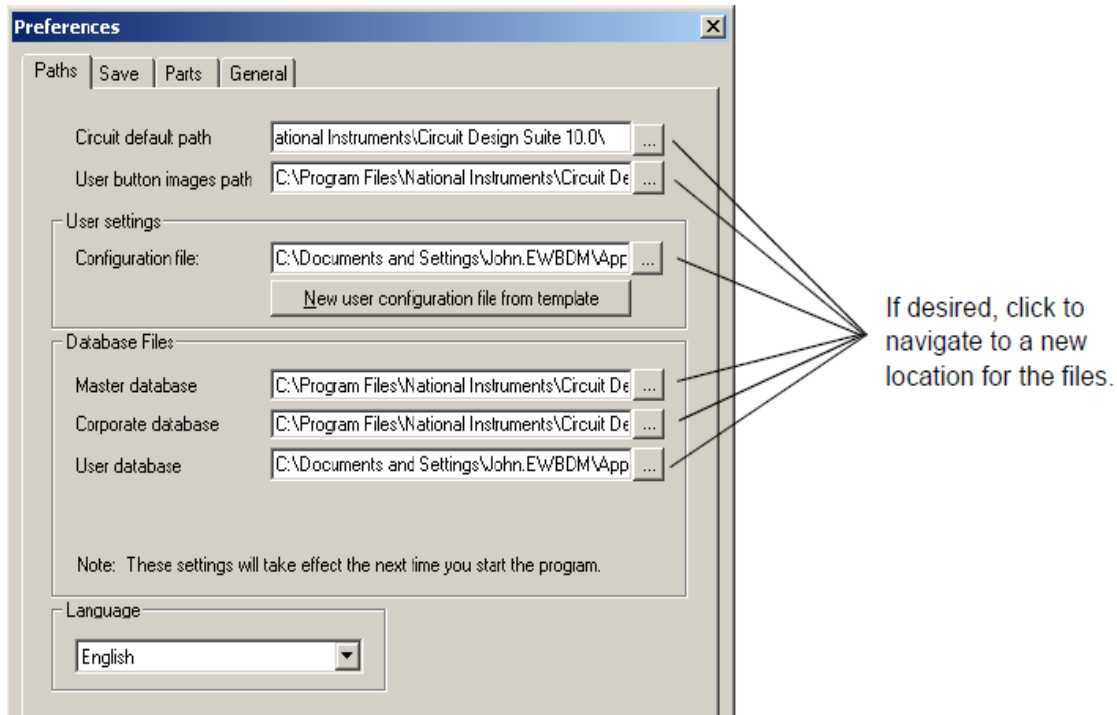 Preferences
Paths Save Parts General
Circuit default path ational Instruments\Circuit Design Suite 10.0\ ...
User button images path C:\Program Files\National Instruments\Circuit De ...
User settings
Configuration file: C:\Documents and Settings\John.EWBDM\App ...
New user configuration file from template
Database Files
Master database C:\Program Files\National Instruments\Circuit De ...
Corporate database C:\Program Files\National Instruments\Circuit De ...
User database C:\Documents and Settings\John.EWBDM\App ...
Note: These settings will take effect the next time you start the program.
Language
English
If desired, click to
navigate to a new
location for the files.